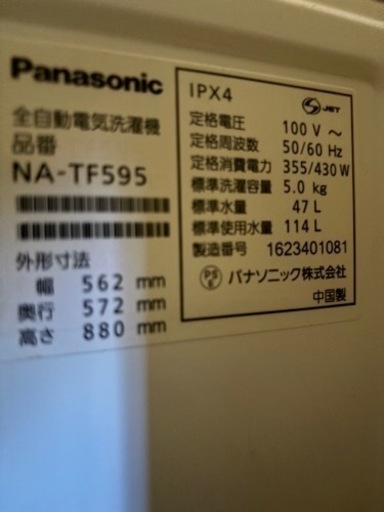 Panasonic
全自動電気洗濯機
品番
NA-TF595
外形寸法
幅 562 mm
奥行 572 mm
高さ 880 mm
IPX4
S JET
定格電圧 100 V ～
定格周波数 50/60 Hz
定格消費電力 355/430 W
標準洗濯容量 5.0 kg
標準水量 47 L
標準使用水量 114 L
製造番号 1623401081
PS E パナソニック株式会社
中国製